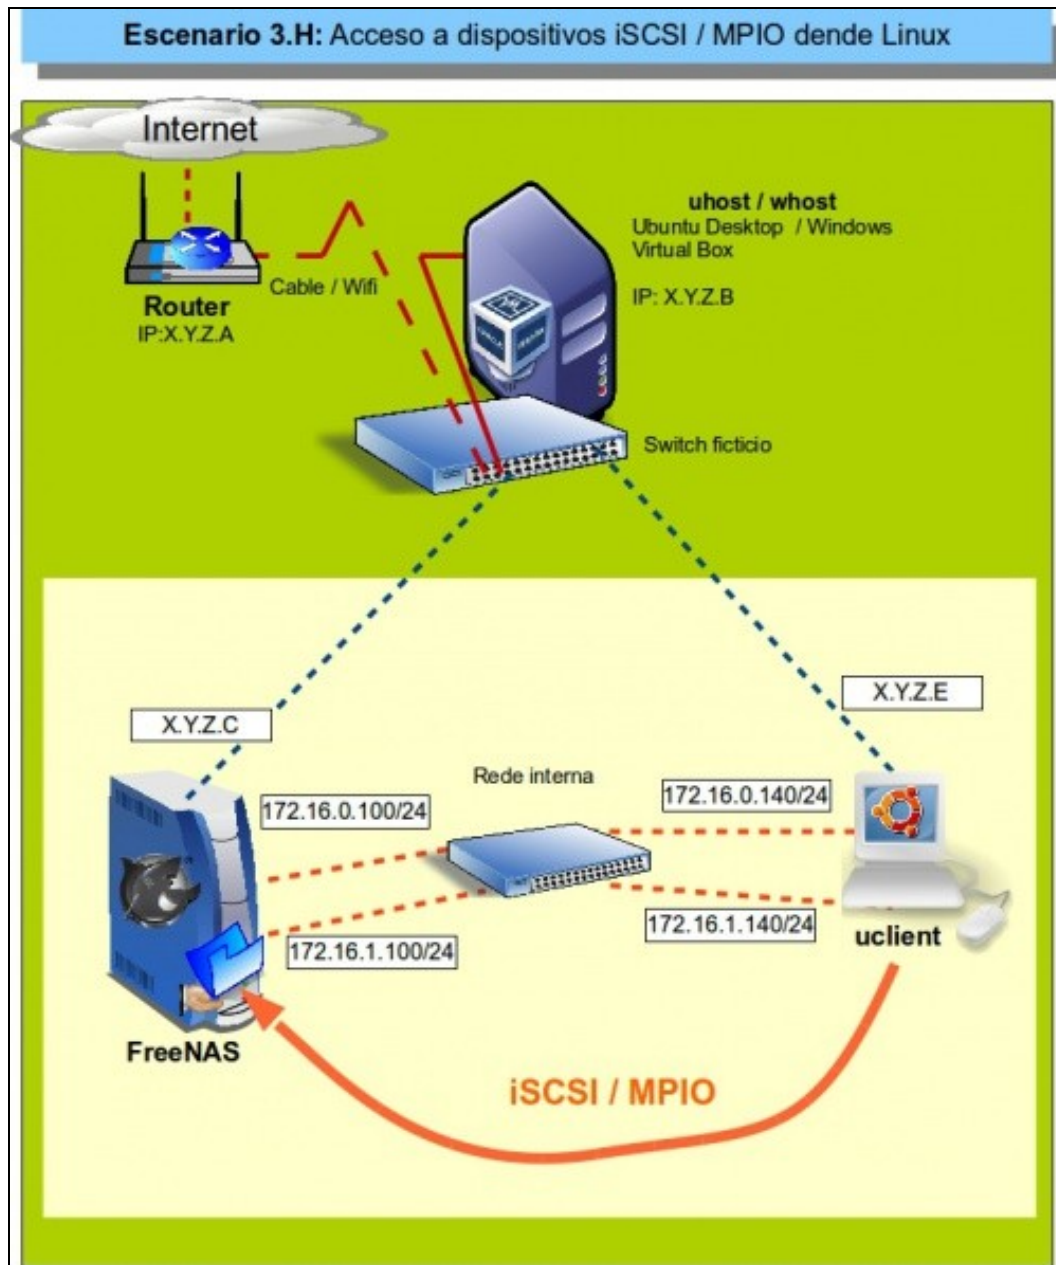 Escenario 3.H: Acceso a dispositivos iSCSI / MPIO dende Linux
Internet
uhost / whost
Ubuntu Desktop / Windows
Virtual Box
IP: X.Y.Z.B
Cable / Wifi
Router
IP:X.Y.Z.A
Switch ficticio
X.Y.Z.C
X.Y.Z.E
Rede interna
172.16.0.100/24
172.16.0.140/24
172.16.1.100/24
172.16.1.140/24
uclient
FreeNAS
iSCSI / MPIO